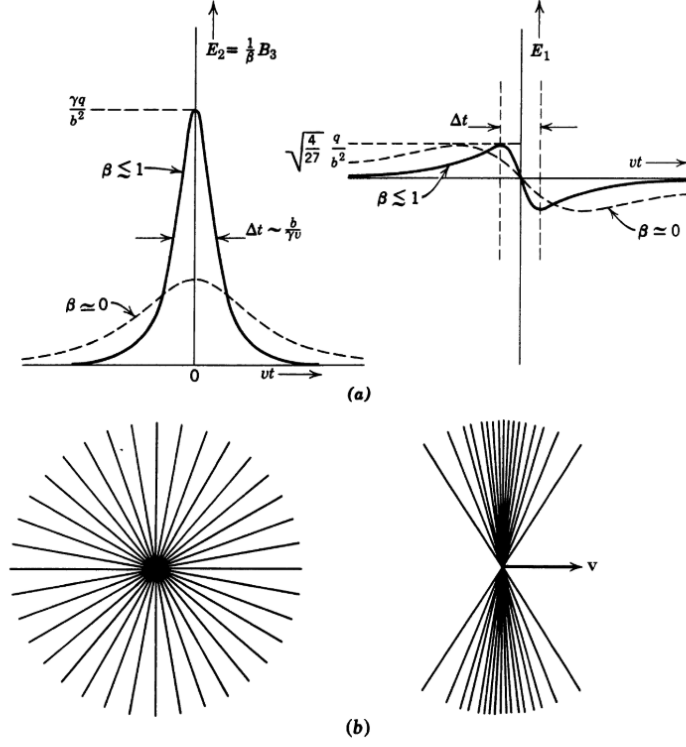 E₂ = 1/β B₃
γq/b²
β ≲ 1
Δt ~ b/γv
β ≃ 0
0
vt
E₁
Δt
√4/27 q/b²
vt
β ≲ 1
β ≃ 0
(a)
v
(b)